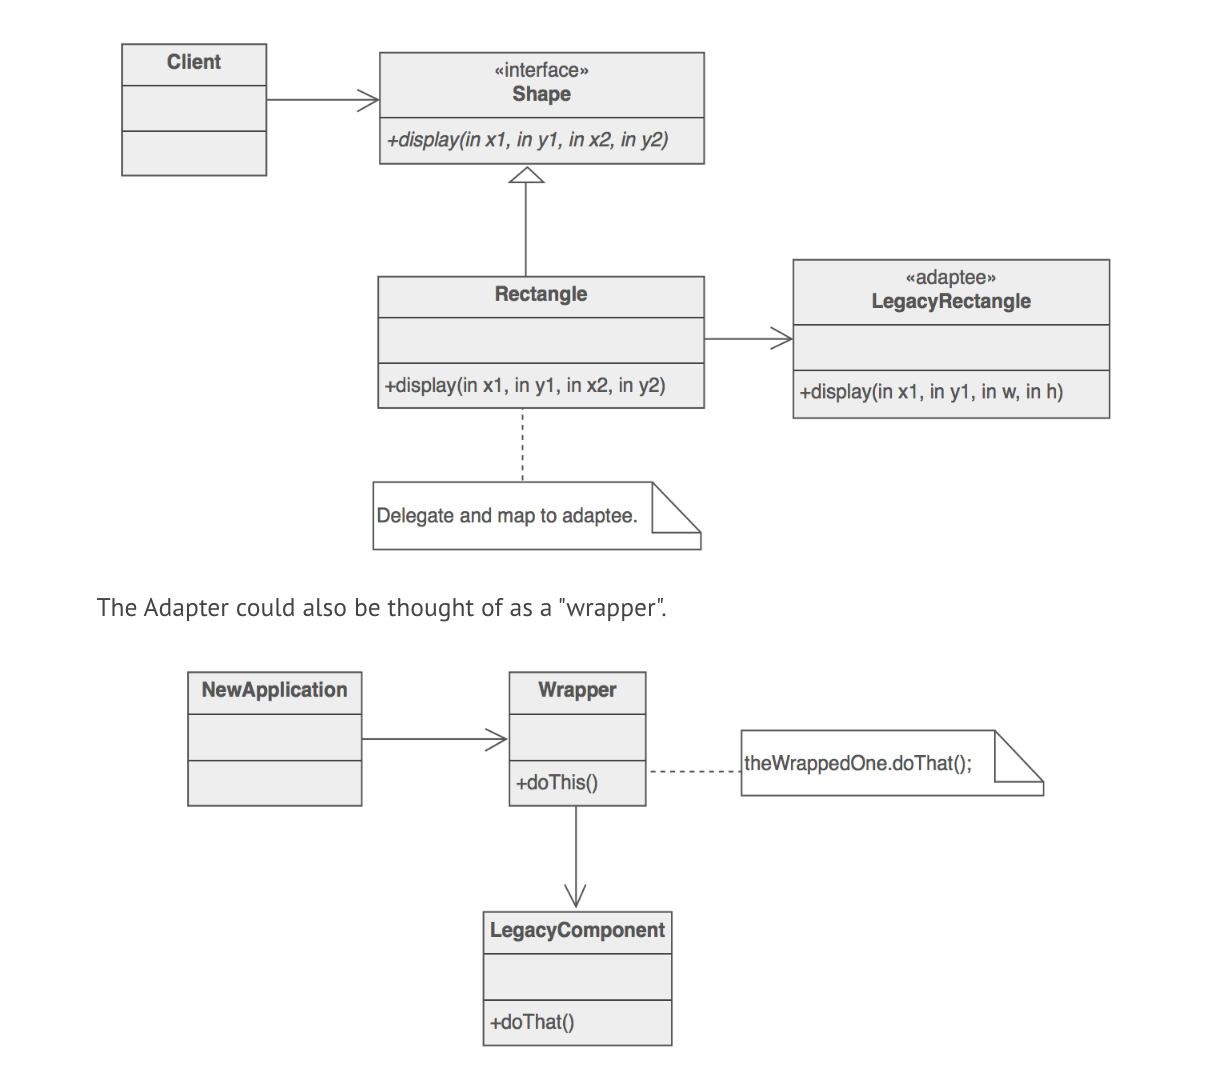 Client
«interface»
Shape
+display(in x1, in y1, in x2, in y2)
Rectangle
+display(in x1, in y1, in x2, in y2)
«adaptee»
LegacyRectangle
+display(in x1, in y1, in w, in h)
Delegate and map to adaptee.
The Adapter could also be thought of as a "wrapper".
NewApplication
Wrapper
+doThis()
theWrappedOne.doThat();
LegacyComponent
+doThat()